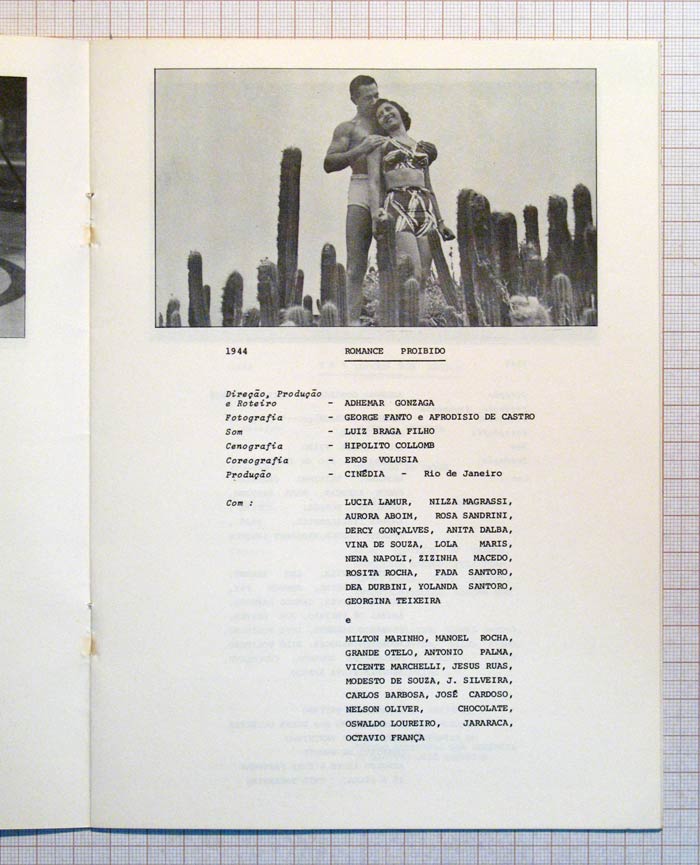 1944 ROMANCE PROIBIDO
Direção, Produção
e Roteiro - ADHEMAR GONZAGA
Fotografia - GEORGE FANTO e AFRODISIO DE CASTRO
Som - LUIZ BRAGA FILHO
Cenografia - HIPOLITO COLLOMB
Coreografia - EROS VOLUSIA
Produção - CINÉDIA - Rio de Janeiro
Com : LUCIA LAMUR, NILZA MAGRASSI,
AURORA ABOIM, ROSA SANDRINI,
DERCY GONÇALVES, ANITA DALBA,
VINA DE SOUZA, LOLA MARIS,
NENA NAPOLI, ZIZINHA MACEDO,
ROSITA ROCHA, FADA SANTORO,
DEA DURBINI, YOLANDA SANTORO,
GEORGINA TEIXEIRA
e
MILTON MARINHO, MANOEL ROCHA,
GRANDE OTELO, ANTONIO PALMA,
VICENTE MARCHELLI, JESUS RUAS,
MODESTO DE SOUZA, J. SILVEIRA,
CARLOS BARBOSA, JOSÉ CARDOSO,
NELSON OLIVER, CHOCOLATE,
OSWALDO LOUREIRO, JARARACA,
OCTAVIO FRANÇA